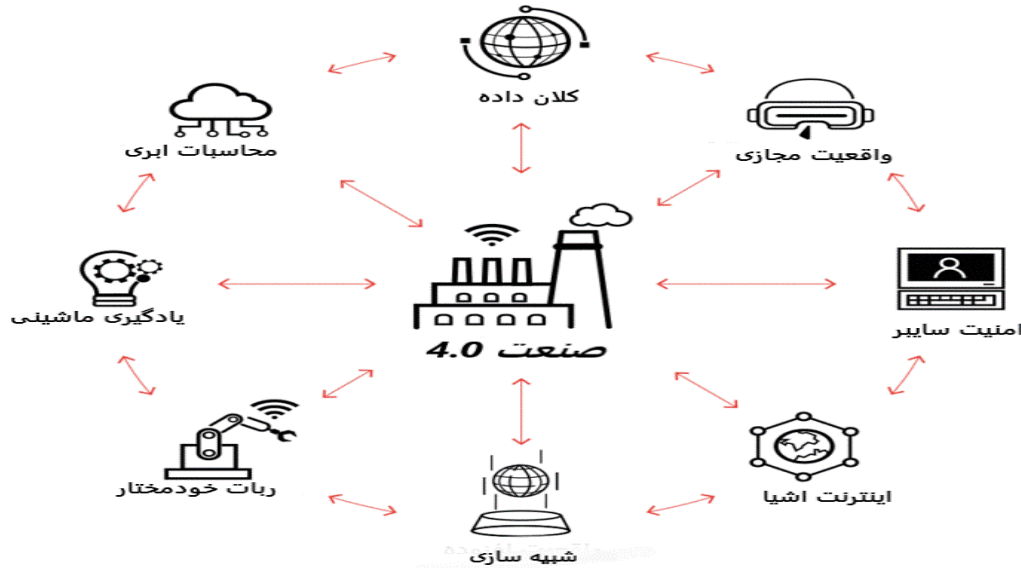 کلان داده
واقعیت مجازی
محاسبات ابری
امنیت سایبر
یادگیری ماشینی
صنعت 4.0
اینترنت اشیا
ربات خودمختار
شبیه سازی